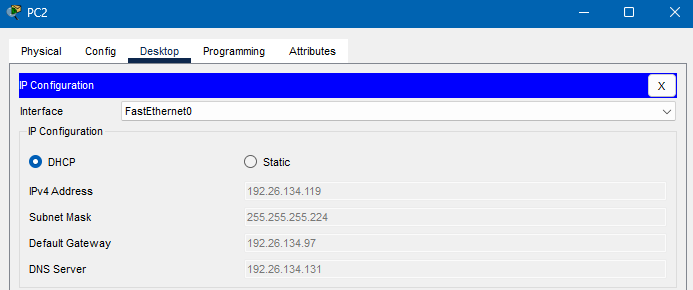 PC2
Physical Config Desktop Programming Attributes
IP Configuration X
Interface FastEthernet0
IP Configuration
DHCP Static
IPv4 Address 192.26.134.119
Subnet Mask 255.255.255.224
Default Gateway 192.26.134.97
DNS Server 192.26.134.131